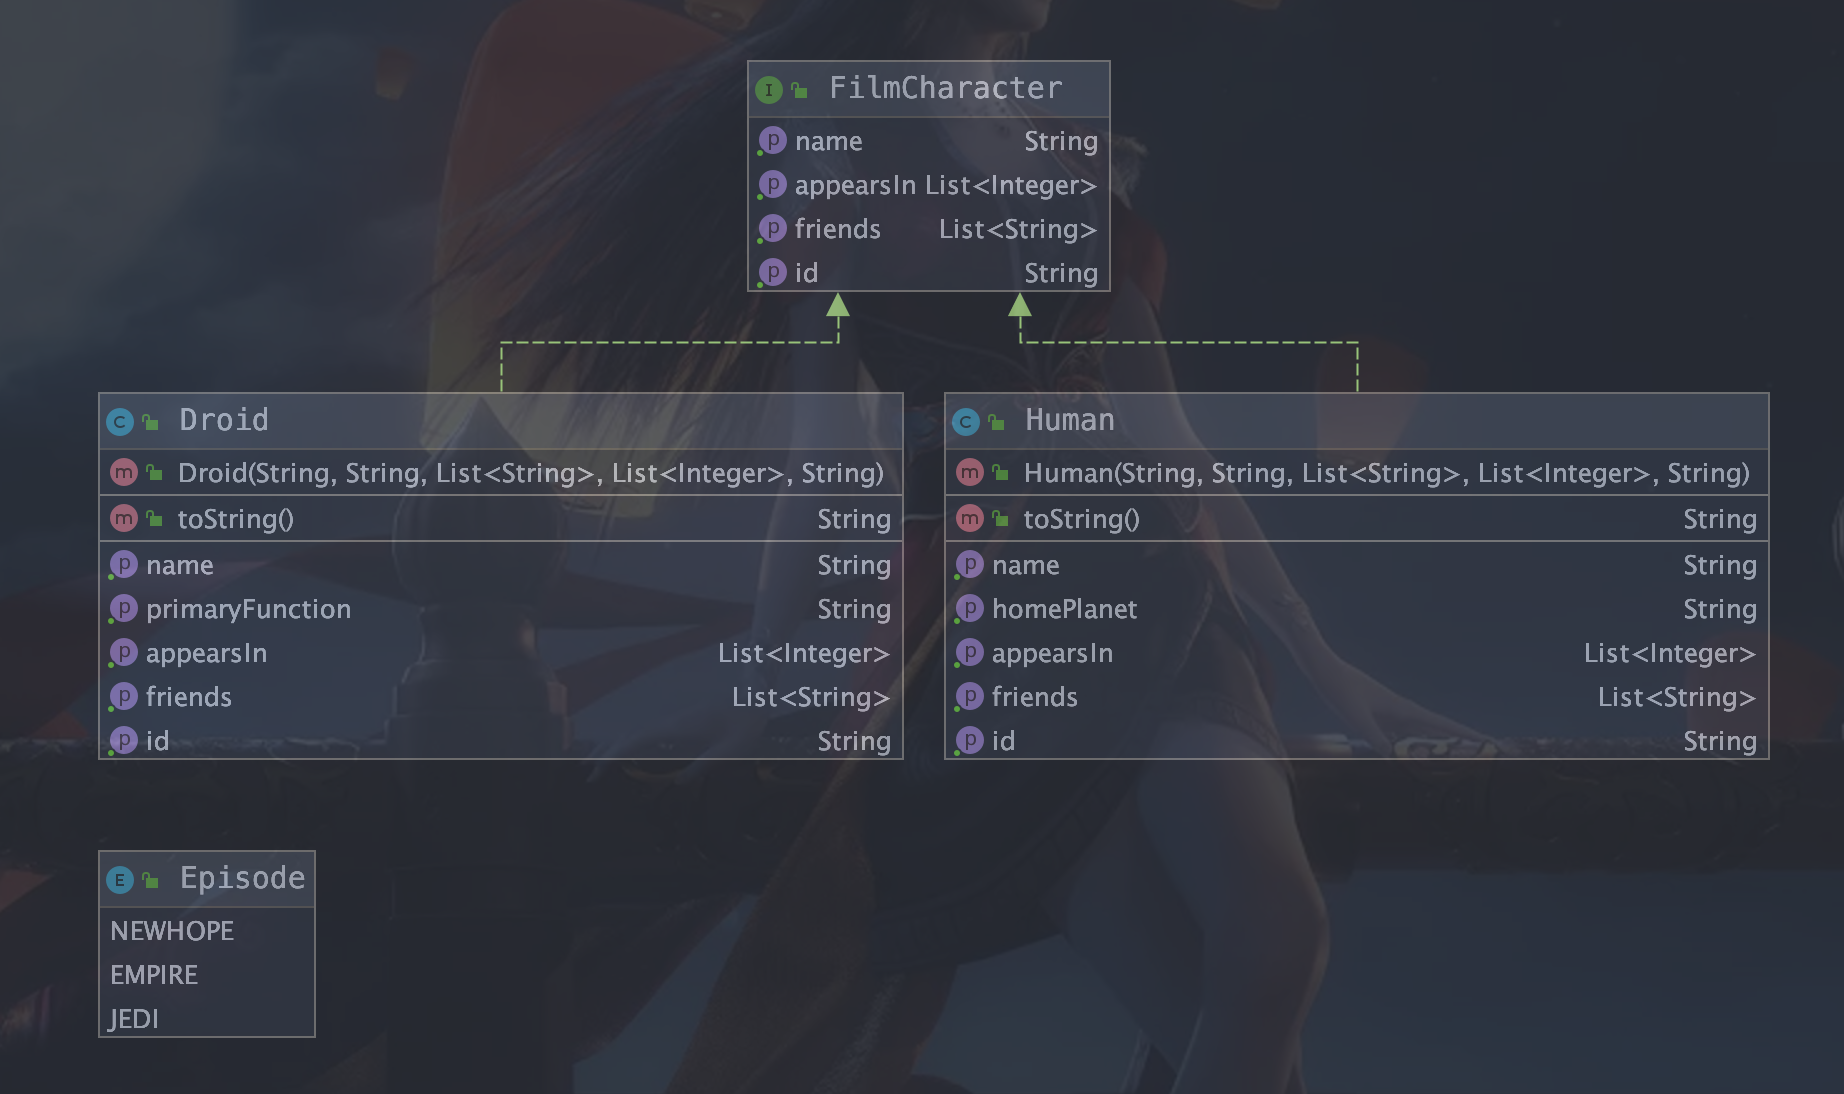 I FilmCharacter
p name String
p appearsIn List<Integer>
p friends List<String>
p id String
C Droid
m Droid(String, String, List<String>, List<Integer>, String)
m toString() String
p name String
p primaryFunction String
p appearsIn List<Integer>
p friends List<String>
p id String
C Human
m Human(String, String, List<String>, List<Integer>, String)
m toString() String
p name String
p homePlanet String
p appearsIn List<Integer>
p friends List<String>
p id String
E Episode
NEWHOPE
EMPIRE
JEDI